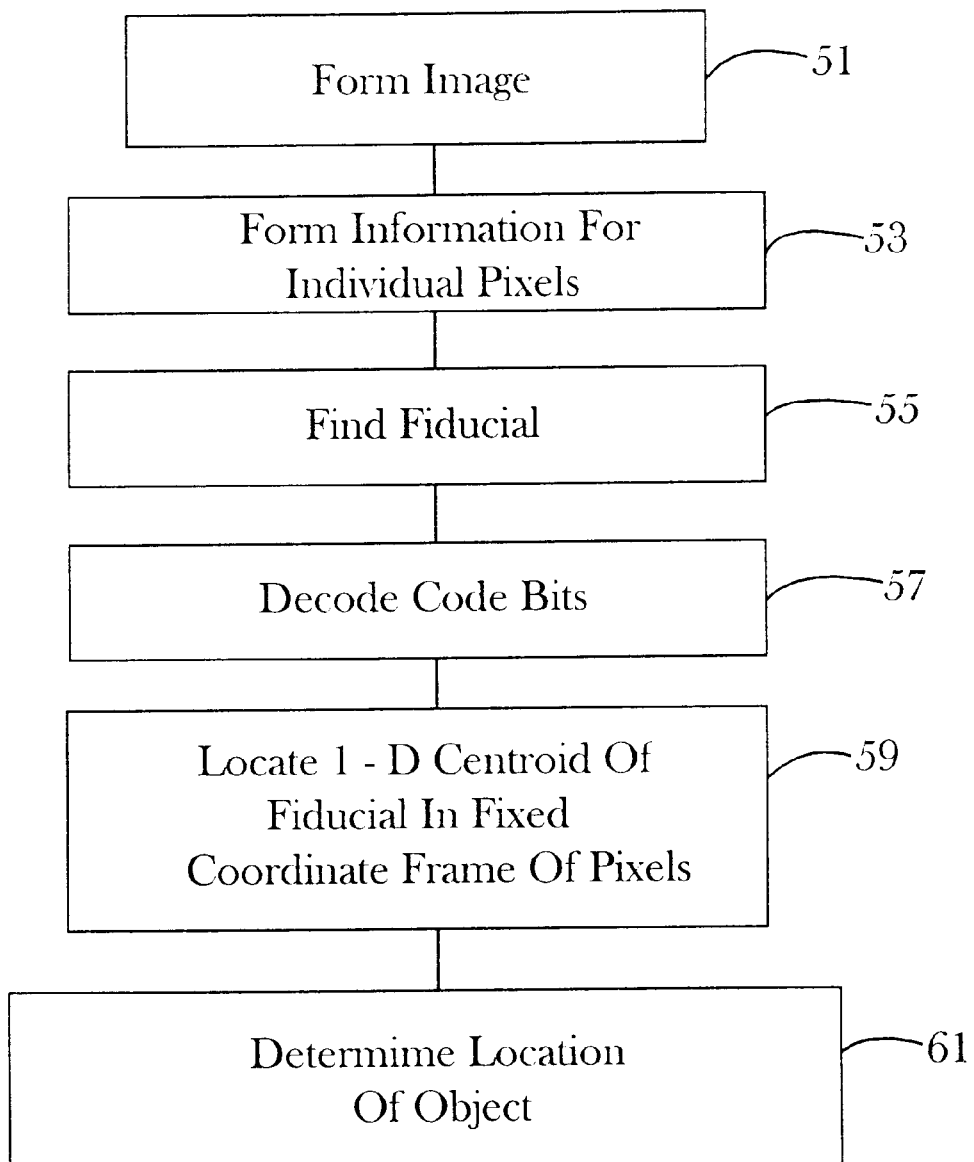 Form Image
51
Form Information For
Individual Pixels
53
Find Fiducial
55
Decode Code Bits
57
Locate 1 - D Centroid Of
Fiducial In Fixed
Coordinate Frame Of Pixels
59
Determime Location
Of Object
61